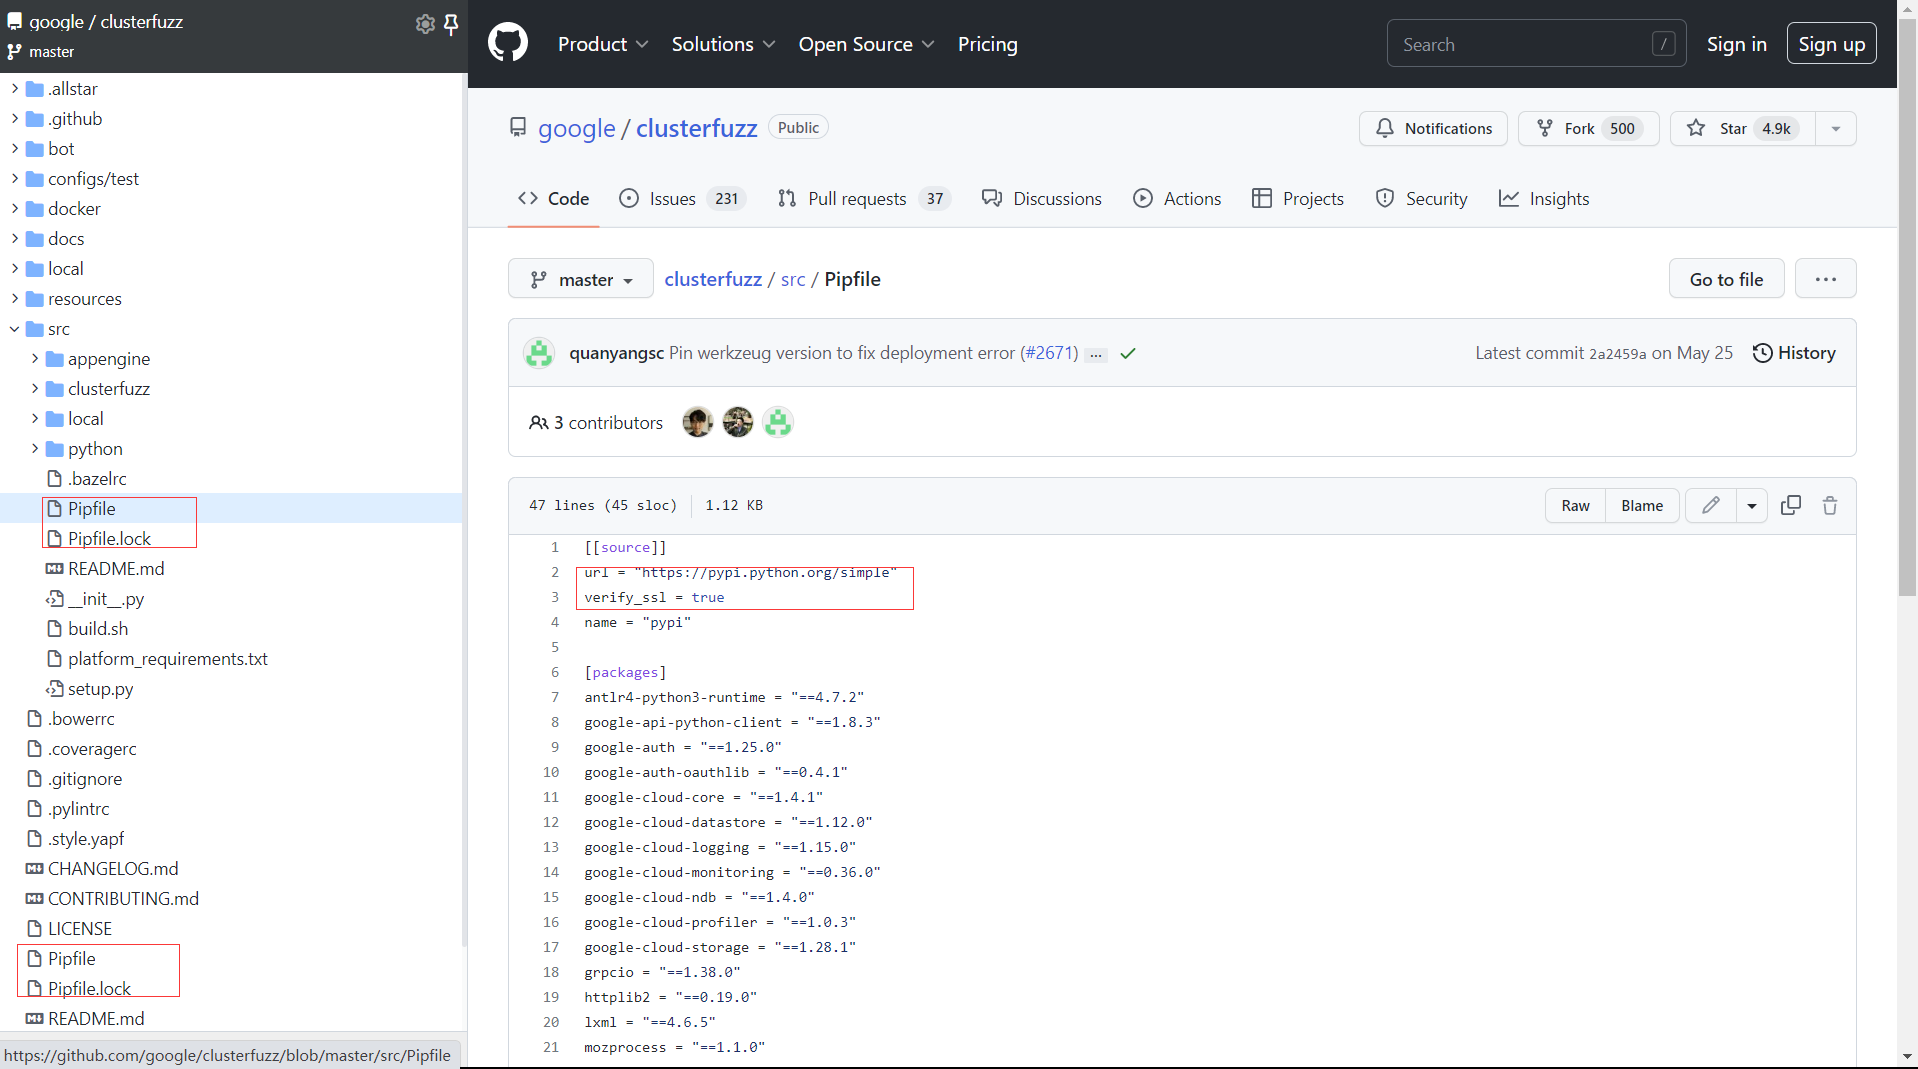 google / clusterfuzz
master
.allstar
.github
bot
configs/test
docker
docs
local
resources
src
appengine
clusterfuzz
local
python
.bazelrc
Pipfile
Pipfile.lock
README.md
__init__.py
build.sh
platform_requirements.txt
setup.py
.bowerrc
.coveragerc
.gitignore
.pylintrc
.style.yapf
CHANGELOG.md
CONTRIBUTING.md
LICENSE
Pipfile
Pipfile.lock
README.md
https://github.com/google/clusterfuzz/blob/master/src/Pipfile
Product Solutions Open Source Pricing Search / Sign in Sign up
google / clusterfuzz Public Notifications Fork 500 Star 4.9k
Code Issues 231 Pull requests 37 Discussions Actions Projects Security Insights
master clusterfuzz / src / Pipfile Go to file ...
quanyangsc Pin werkzeug version to fix deployment error (#2671) ... Latest commit 2a2459a on May 25 History
3 contributors
47 lines (45 sloc) 1.12 KB Raw Blame
1 [[source]]
2 url = "https://pypi.python.org/simple"
3 verify_ssl = true
4 name = "pypi"
5
6 [packages]
7 antlr4-python3-runtime = "==4.7.2"
8 google-api-python-client = "==1.8.3"
9 google-auth = "==1.25.0"
10 google-auth-oauthlib = "==0.4.1"
11 google-cloud-core = "==1.4.1"
12 google-cloud-datastore = "==1.12.0"
13 google-cloud-logging = "==1.15.0"
14 google-cloud-monitoring = "==0.36.0"
15 google-cloud-ndb = "==1.4.0"
16 google-cloud-profiler = "==1.0.3"
17 google-cloud-storage = "==1.28.1"
18 grpcio = "==1.38.0"
19 httplib2 = "==0.19.0"
20 lxml = "==4.6.5"
21 mozprocess = "==1.1.0"